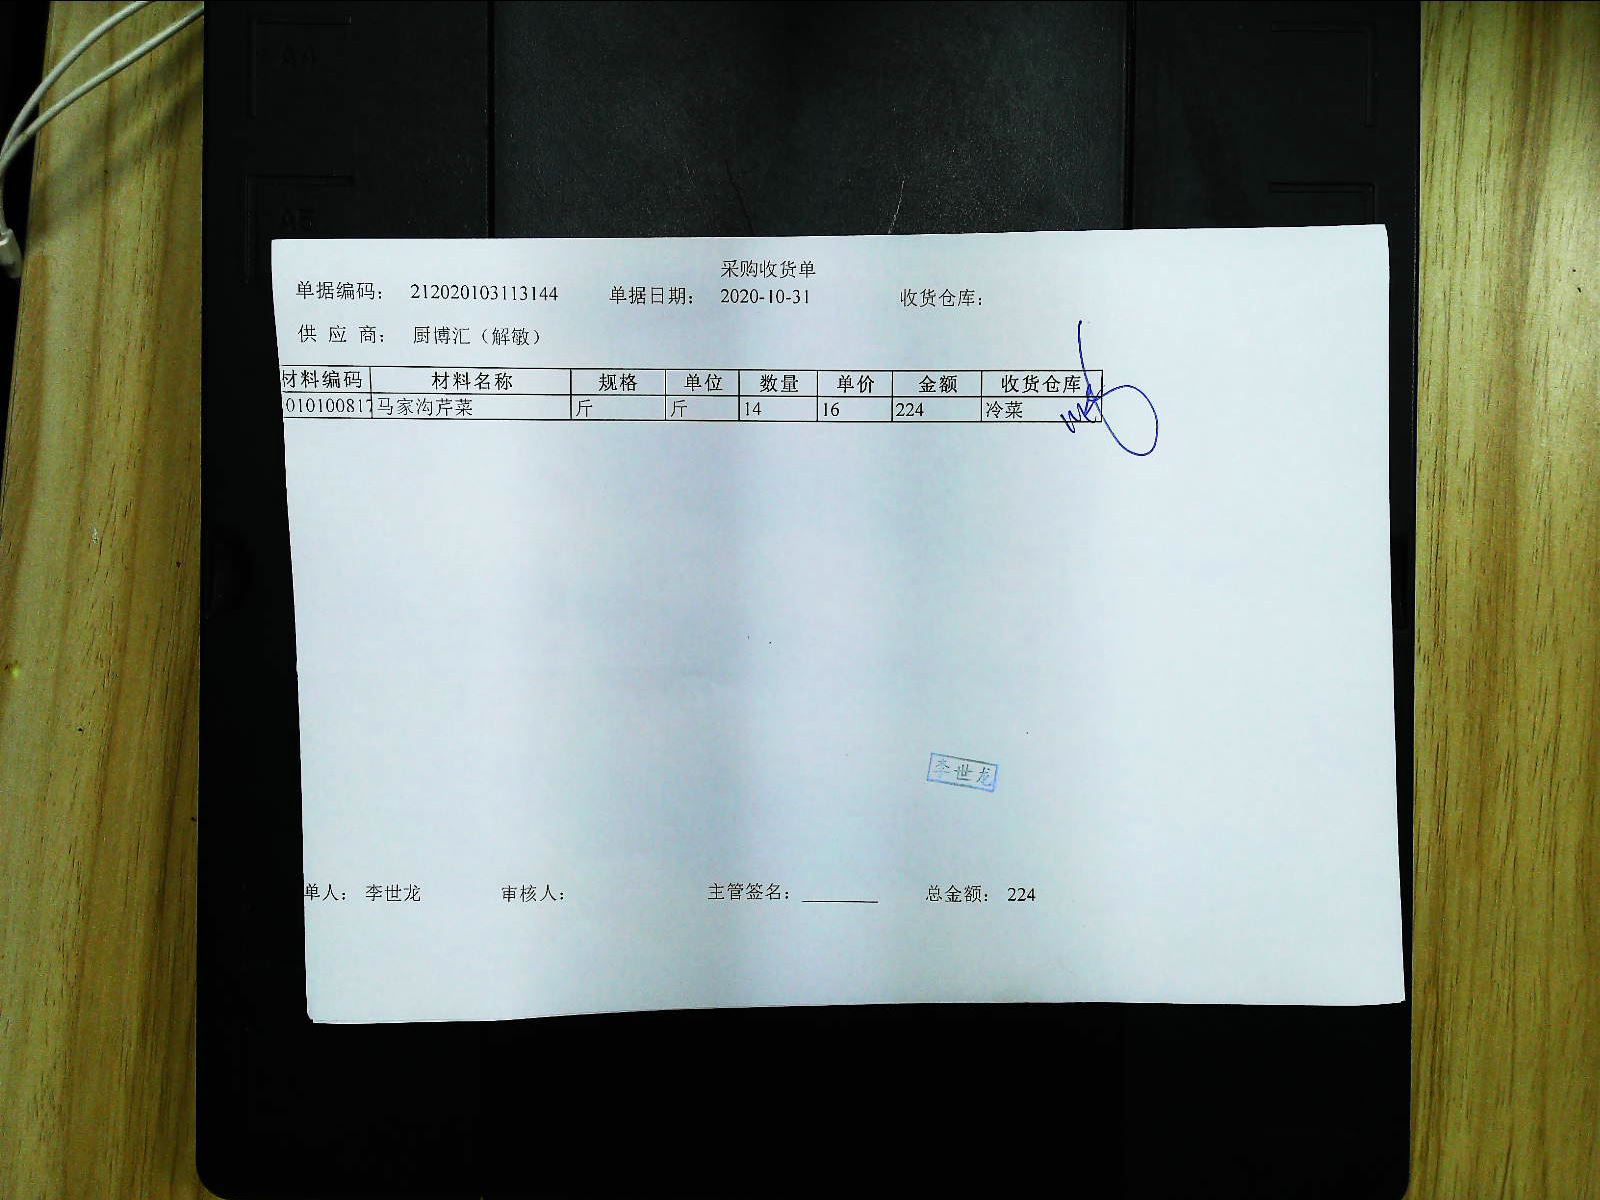 采购收货单
单据编码： 212020103113144 单据日期： 2020-10-31 收货仓库：
供 应 商： 厨博汇（解敏）
材料编码 材料名称 规格 单位 数量 单价 金额 收货仓库
010100817 马家沟芹菜 斤 斤 14 16 224 冷菜
李世龙
单人： 李世龙 审核人： 主管签名： 总金额： 224